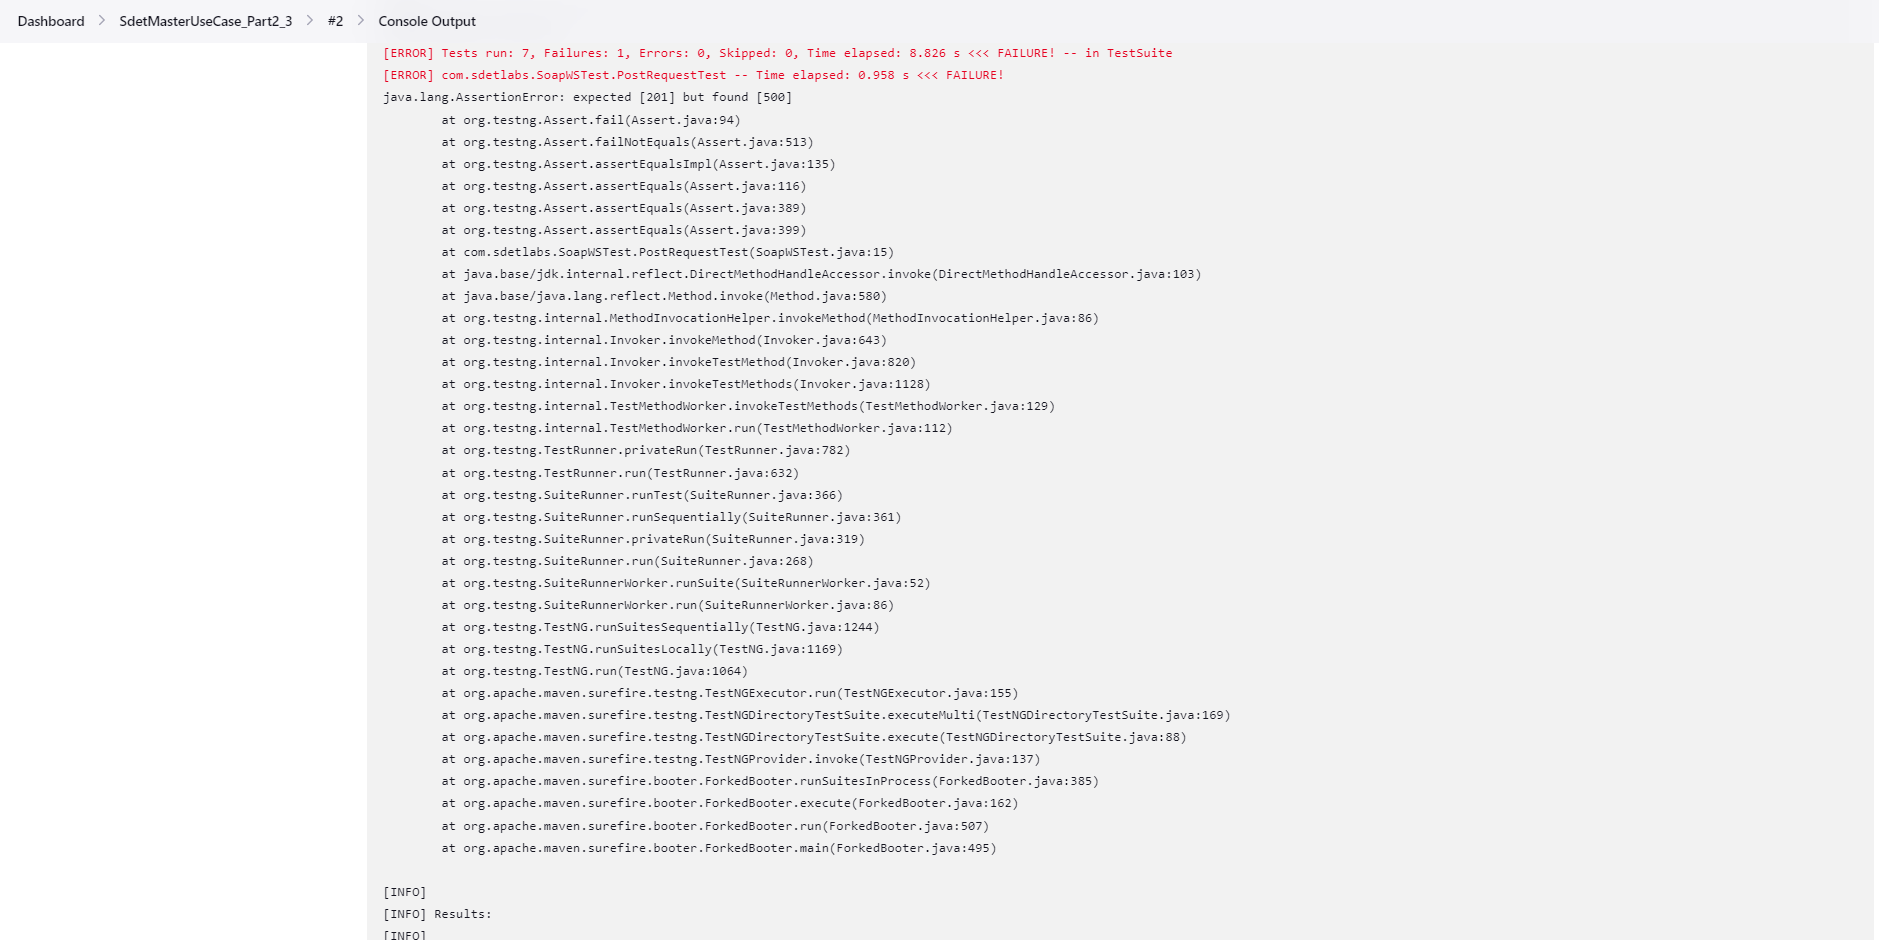 Dashboard > SdetMasterUseCase_Part2_3 > #2 > Console Output
[ERROR] Tests run: 7, Failures: 1, Errors: 0, Skipped: 0, Time elapsed: 8.826 s <<< FAILURE! -- in TestSuite
[ERROR] com.sdetlabs.SoapWSTest.PostRequestTest -- Time elapsed: 0.958 s <<< FAILURE!
java.lang.AssertionError: expected [201] but found [500]
at org.testng.Assert.fail(Assert.java:94)
at org.testng.Assert.failNotEquals(Assert.java:513)
at org.testng.Assert.assertEqualsImpl(Assert.java:135)
at org.testng.Assert.assertEquals(Assert.java:116)
at org.testng.Assert.assertEquals(Assert.java:389)
at org.testng.Assert.assertEquals(Assert.java:399)
at com.sdetlabs.SoapWSTest.PostRequestTest(SoapWSTest.java:15)
at java.base/jdk.internal.reflect.DirectMethodHandleAccessor.invoke(DirectMethodHandleAccessor.java:103)
at java.base/java.lang.reflect.Method.invoke(Method.java:580)
at org.testng.internal.MethodInvocationHelper.invokeMethod(MethodInvocationHelper.java:86)
at org.testng.internal.Invoker.invokeMethod(Invoker.java:643)
at org.testng.internal.Invoker.invokeTestMethod(Invoker.java:820)
at org.testng.internal.Invoker.invokeTestMethods(Invoker.java:1128)
at org.testng.internal.TestMethodWorker.invokeTestMethods(TestMethodWorker.java:129)
at org.testng.internal.TestMethodWorker.run(TestMethodWorker.java:112)
at org.testng.TestRunner.privateRun(TestRunner.java:782)
at org.testng.TestRunner.run(TestRunner.java:632)
at org.testng.SuiteRunner.runTest(SuiteRunner.java:366)
at org.testng.SuiteRunner.runSequentially(SuiteRunner.java:361)
at org.testng.SuiteRunner.privateRun(SuiteRunner.java:319)
at org.testng.SuiteRunner.run(SuiteRunner.java:268)
at org.testng.SuiteRunnerWorker.runSuite(SuiteRunnerWorker.java:52)
at org.testng.SuiteRunnerWorker.run(SuiteRunnerWorker.java:86)
at org.testng.TestNG.runSuitesSequentially(TestNG.java:1244)
at org.testng.TestNG.runSuitesLocally(TestNG.java:1169)
at org.testng.TestNG.run(TestNG.java:1064)
at org.apache.maven.surefire.testng.TestNGExecutor.run(TestNGExecutor.java:155)
at org.apache.maven.surefire.testng.TestNGDirectoryTestSuite.executeMulti(TestNGDirectoryTestSuite.java:169)
at org.apache.maven.surefire.testng.TestNGDirectoryTestSuite.execute(TestNGDirectoryTestSuite.java:88)
at org.apache.maven.surefire.testng.TestNGProvider.invoke(TestNGProvider.java:137)
at org.apache.maven.surefire.booter.ForkedBooter.runSuitesInProcess(ForkedBooter.java:385)
at org.apache.maven.surefire.booter.ForkedBooter.execute(ForkedBooter.java:162)
at org.apache.maven.surefire.booter.ForkedBooter.run(ForkedBooter.java:507)
at org.apache.maven.surefire.booter.ForkedBooter.main(ForkedBooter.java:495)
[INFO]
[INFO] Results:
[INFO]